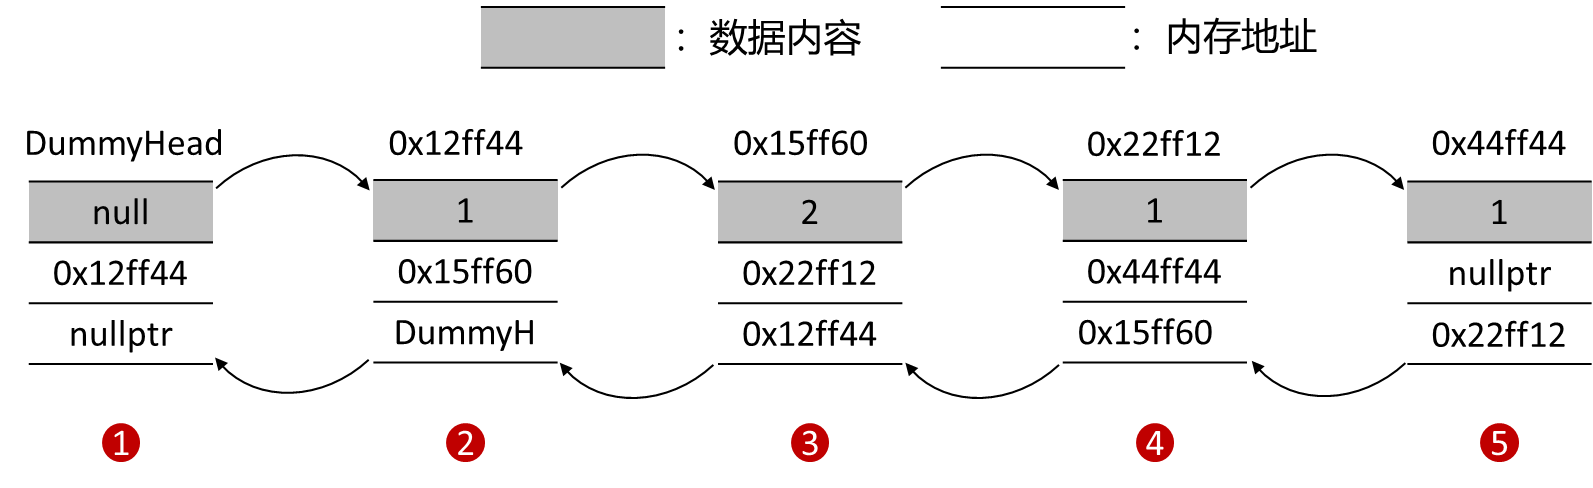 ：数据内容 ：内存地址
DummyHead 0x12ff44 0x15ff60 0x22ff12 0x44ff44
null 1 2 1 1
0x12ff44 0x15ff60 0x22ff12 0x44ff44 nullptr
nullptr DummyH 0x12ff44 0x15ff60 0x22ff12
1 2 3 4 5